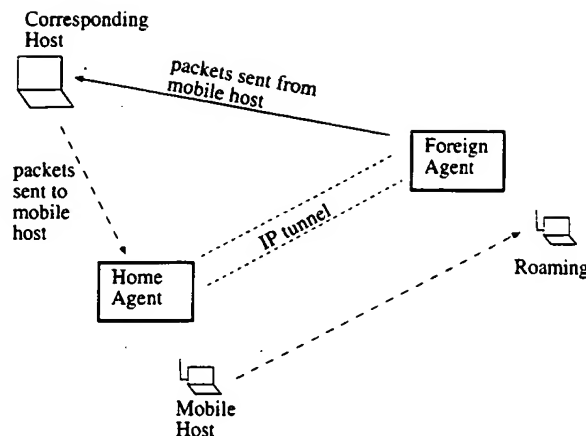 Corresponding
Host
packets sent from
mobile host
Foreign
Agent
packets
sent to
mobile
host
IP tunnel
Roaming
Home
Agent
Mobile
Host